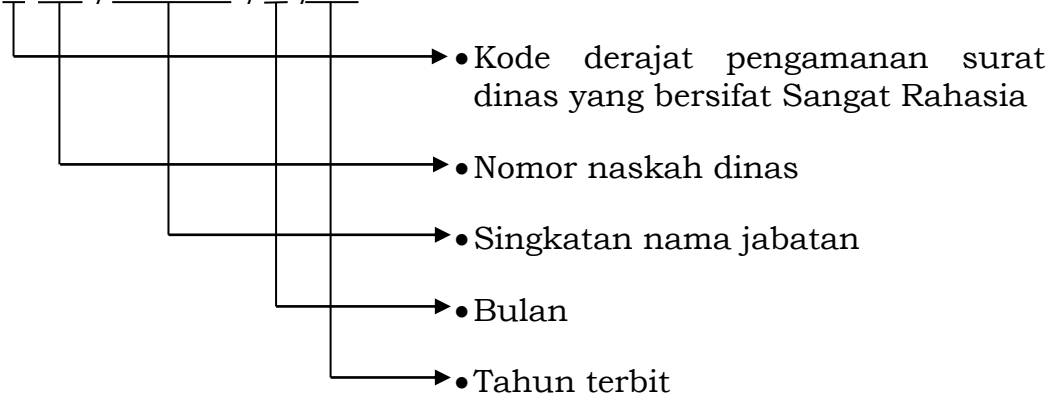 • Kode derajat pengamanan surat
dinas yang bersifat Sangat Rahasia
• Nomor naskah dinas
• Singkatan nama jabatan
• Bulan
• Tahun terbit